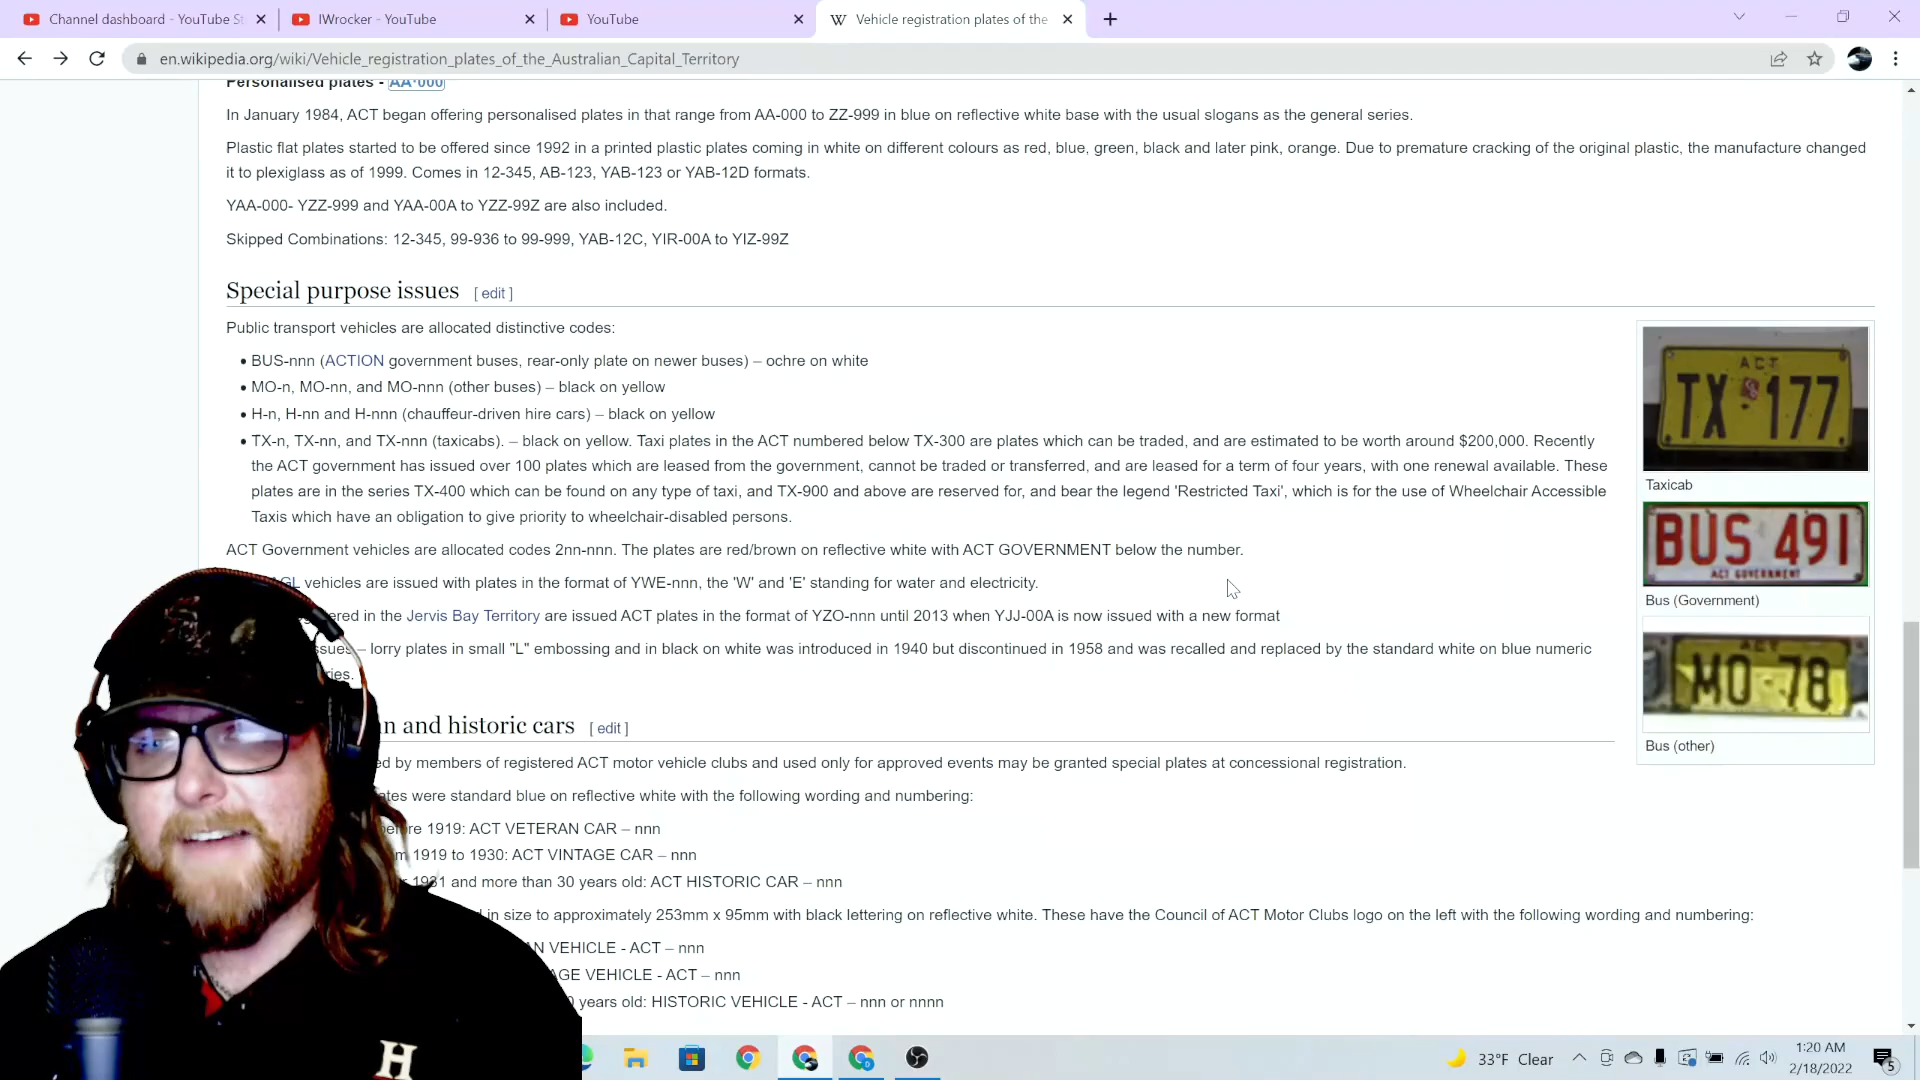 Channel dashboard - YouTube St
IWrocker - YouTube
YouTube
Vehicle registration plates of the
en.wikipedia.org/wiki/Vehicle_registration_plates_of_the_Australian_Capital_Territory
Personalised plates - AA·000
In January 1984, ACT began offering personalised plates in that range from AA-000 to ZZ-999 in blue on reflective white base with the usual slogans as the general series.
Plastic flat plates started to be offered since 1992 in a printed plastic plates coming in white on different colours as red, blue, green, black and later pink, orange. Due to premature cracking of the original plastic, the manufacture changed
it to plexiglass as of 1999. Comes in 12-345, AB-123, YAB-123 or YAB-12D formats.
YAA-000- YZZ-999 and YAA-00A to YZZ-99Z are also included.
Skipped Combinations: 12-345, 99-936 to 99-999, YAB-12C, YIR-00A to YIZ-99Z
Special purpose issues [ edit ]
Public transport vehicles are allocated distinctive codes:
• BUS-nnn (ACTION government buses, rear-only plate on newer buses) – ochre on white
• MO-n, MO-nn, and MO-nnn (other buses) – black on yellow
• H-n, H-nn and H-nnn (chauffeur-driven hire cars) – black on yellow
• TX-n, TX-nn, and TX-nnn (taxicabs). – black on yellow. Taxi plates in the ACT numbered below TX-300 are plates which can be traded, and are estimated to be worth around $200,000. Recently
the ACT government has issued over 100 plates which are leased from the government, cannot be traded or transferred, and are leased for a term of four years, with one renewal available. These
plates are in the series TX-400 which can be found on any type of taxi, and TX-900 and above are reserved for, and bear the legend 'Restricted Taxi', which is for the use of Wheelchair Accessible
Taxis which have an obligation to give priority to wheelchair-disabled persons.
ACT Government vehicles are allocated codes 2nn-nnn. The plates are red/brown on reflective white with ACT GOVERNMENT below the number.
AGL vehicles are issued with plates in the format of YWE-nnn, the 'W' and 'E' standing for water and electricity.
ered in the Jervis Bay Territory are issued ACT plates in the format of YZO-nnn until 2013 when YJJ-00A is now issued with a new format
ssues – lorry plates in small "L" embossing and in black on white was introduced in 1940 but discontinued in 1958 and was recalled and replaced by the standard white on blue numeric
ries.
ACT
TX 177
Taxicab
BUS 491
ACT GOVERNMENT
Bus (Government)
ACT
MO 78
Bus (other)
n and historic cars [ edit ]
ed by members of registered ACT motor vehicle clubs and used only for approved events may be granted special plates at concessional registration.
ates were standard blue on reflective white with the following wording and numbering:
efore 1919: ACT VETERAN CAR – nnn
m 1919 to 1930: ACT VINTAGE CAR – nnn
r 1931 and more than 30 years old: ACT HISTORIC CAR – nnn
d in size to approximately 253mm x 95mm with black lettering on reflective white. These have the Council of ACT Motor Clubs logo on the left with the following wording and numbering:
AN VEHICLE - ACT – nnn
AGE VEHICLE - ACT – nnn
0 years old: HISTORIC VEHICLE - ACT – nnn or nnnn
H
33°F Clear
1:20 AM
2/18/2022
5